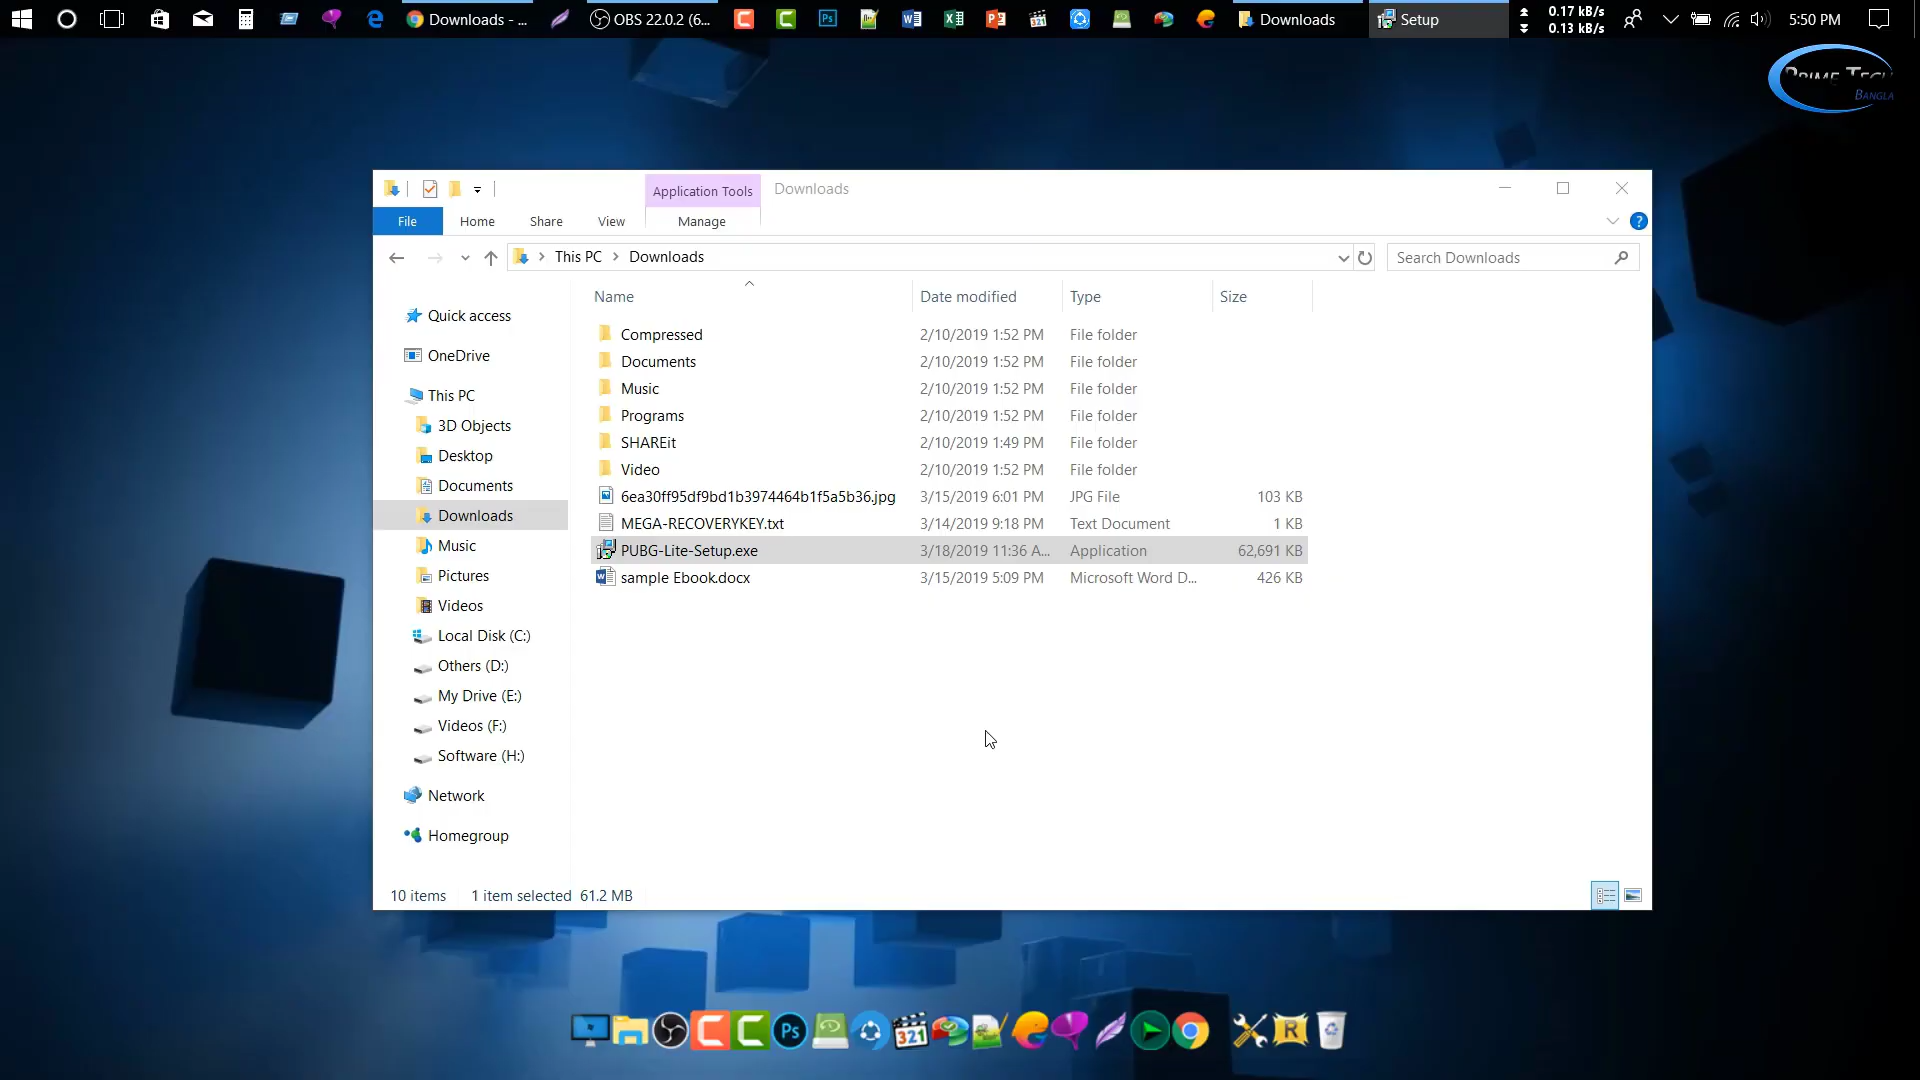 Downloads - ...
OBS 22.0.2 (6...
Downloads
Setup
0.17 kB/s
0.13 kB/s
5:50 PM
PRIME TECH
BANGLA
Application Tools
Downloads
File
Home
Share
View
Manage
This PC
Downloads
Search Downloads
Name
Date modified
Type
Size
Quick access
OneDrive
This PC
3D Objects
Desktop
Documents
Downloads
Music
Pictures
Videos
Local Disk (C:)
Others (D:)
My Drive (E:)
Videos (F:)
Software (H:)
Network
Homegroup
Compressed 2/10/2019 1:52 PM File folder
Documents 2/10/2019 1:52 PM File folder
Music 2/10/2019 1:52 PM File folder
Programs 2/10/2019 1:52 PM File folder
SHAREit 2/10/2019 1:49 PM File folder
Video 2/10/2019 1:52 PM File folder
6ea30ff95df9bd1b3974464b1f5a5b36.jpg 3/15/2019 6:01 PM JPG File 103 KB
MEGA-RECOVERYKEY.txt 3/14/2019 9:18 PM Text Document 1 KB
PUBG-Lite-Setup.exe 3/18/2019 11:36 A... Application 62,691 KB
sample Ebook.docx 3/15/2019 5:09 PM Microsoft Word D... 426 KB
10 items
1 item selected 61.2 MB
Ps
321
R